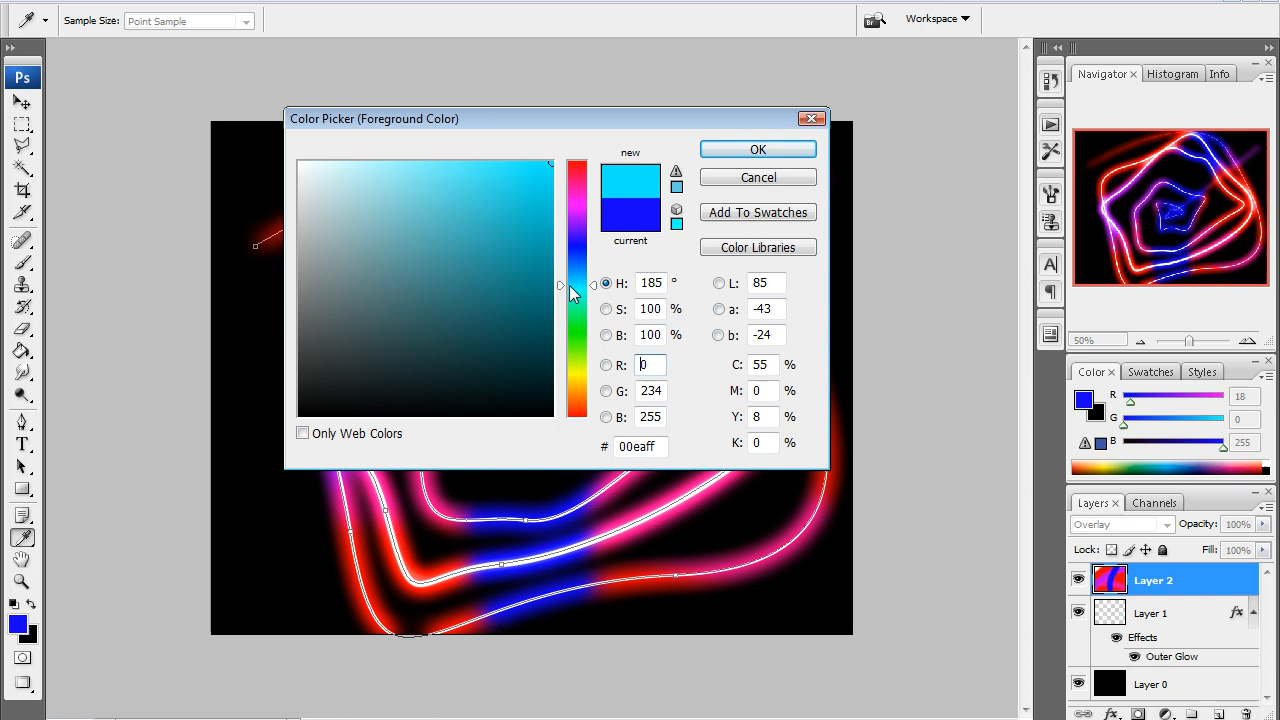 Sample Size: Point Sample
Workspace
Ps
Color Picker (Foreground Color)
new
current
OK
Cancel
Add To Swatches
Color Libraries
H: 185 °
S: 100 %
B: 100 %
R: 0
G: 234
B: 255
# 00eaff
L: 85
a: -43
b: -24
C: 55 %
M: 0 %
Y: 8 %
K: 0 %
Only Web Colors
Navigator Histogram Info
50%
Color Swatches Styles
R 18
G 0
B 255
Layers Channels
Overlay Opacity: 100%
Lock: Fill: 100%
Layer 2
Layer 1 fx
Effects
Outer Glow
Layer 0